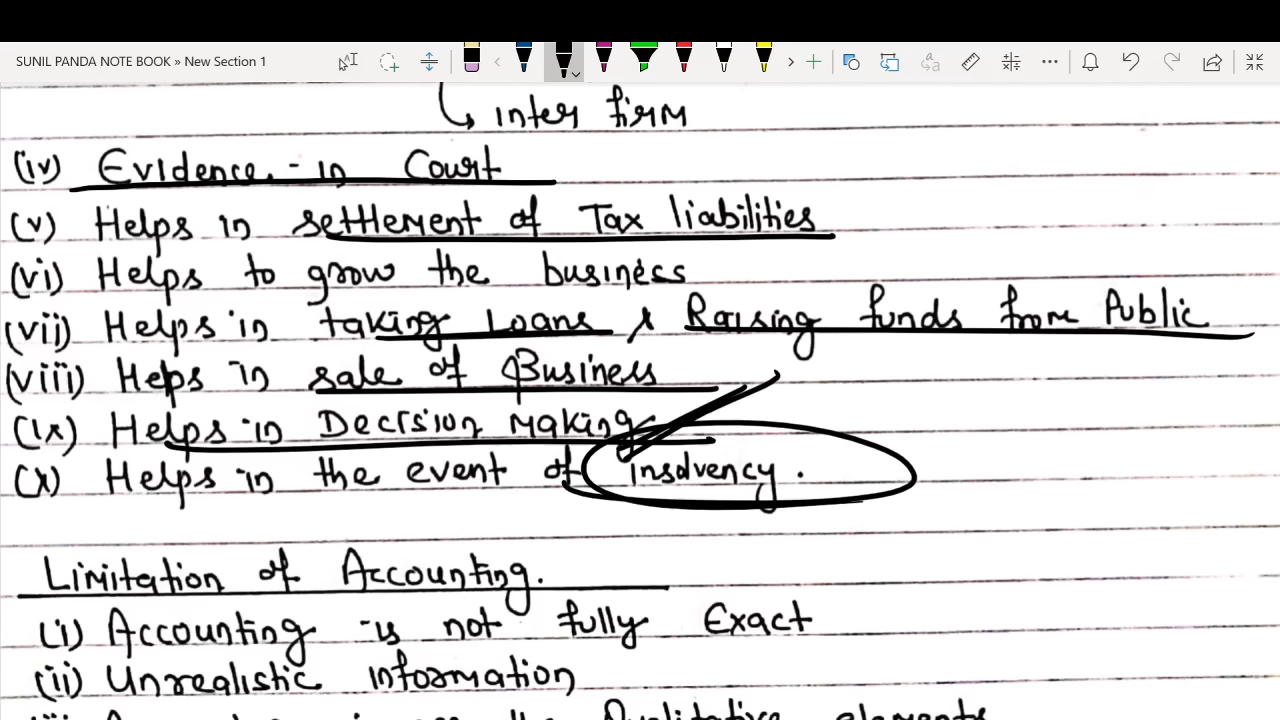 SUNIL PANDA NOTE BOOK » New Section 1
↳ inter firm
(iv) Evidence - in Court
(v) Helps in settlement of Tax liabilities
(vi) Helps to grow the business
(vii) Helps in taking Loans & Raising funds from Public
(viii) Helps in sale of Business
(ix) Helps in Decision Making
(x) Helps in the event of insolvency.
Limitation of Accounting.
(i) Accounting is not fully Exact
(ii) Unrealistic information
the Qualitative elements